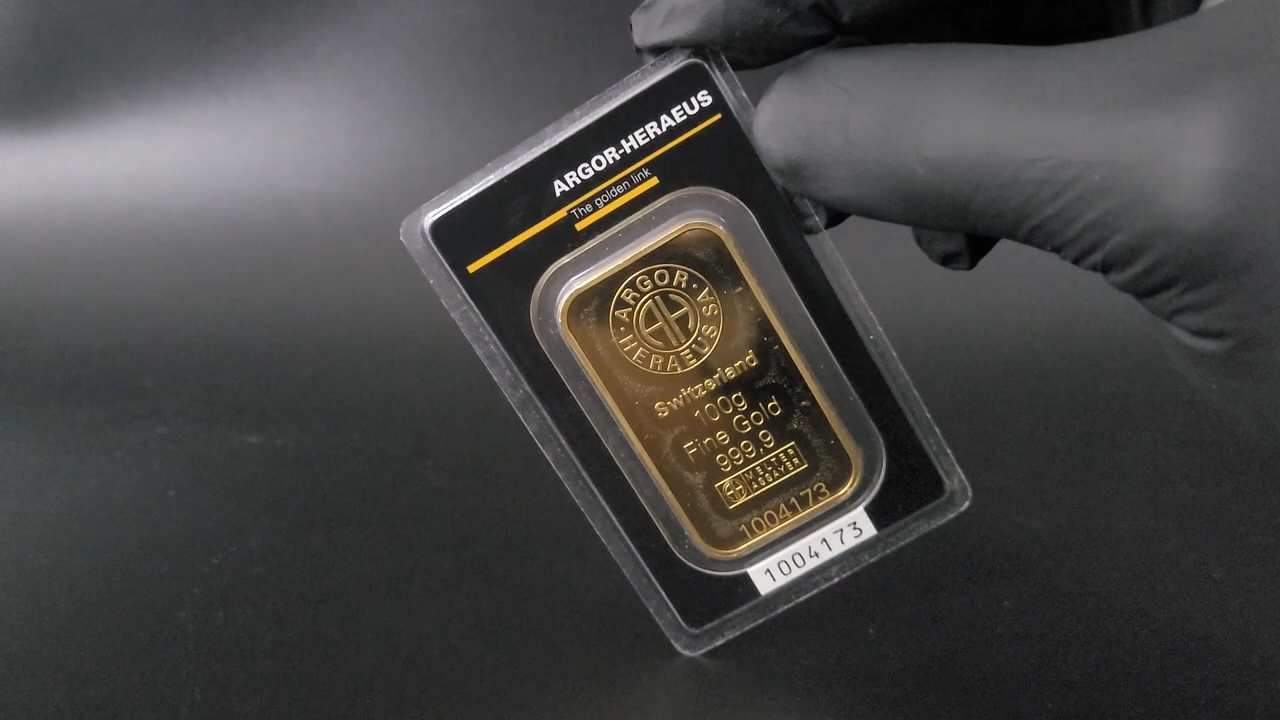 ARGOR-HERAEUS
The golden link
ARGOR · HERAEUS SA ·
Switzerland
100g
Fine Gold
999,9
MELTER
ASSAYER
1004173
1004173